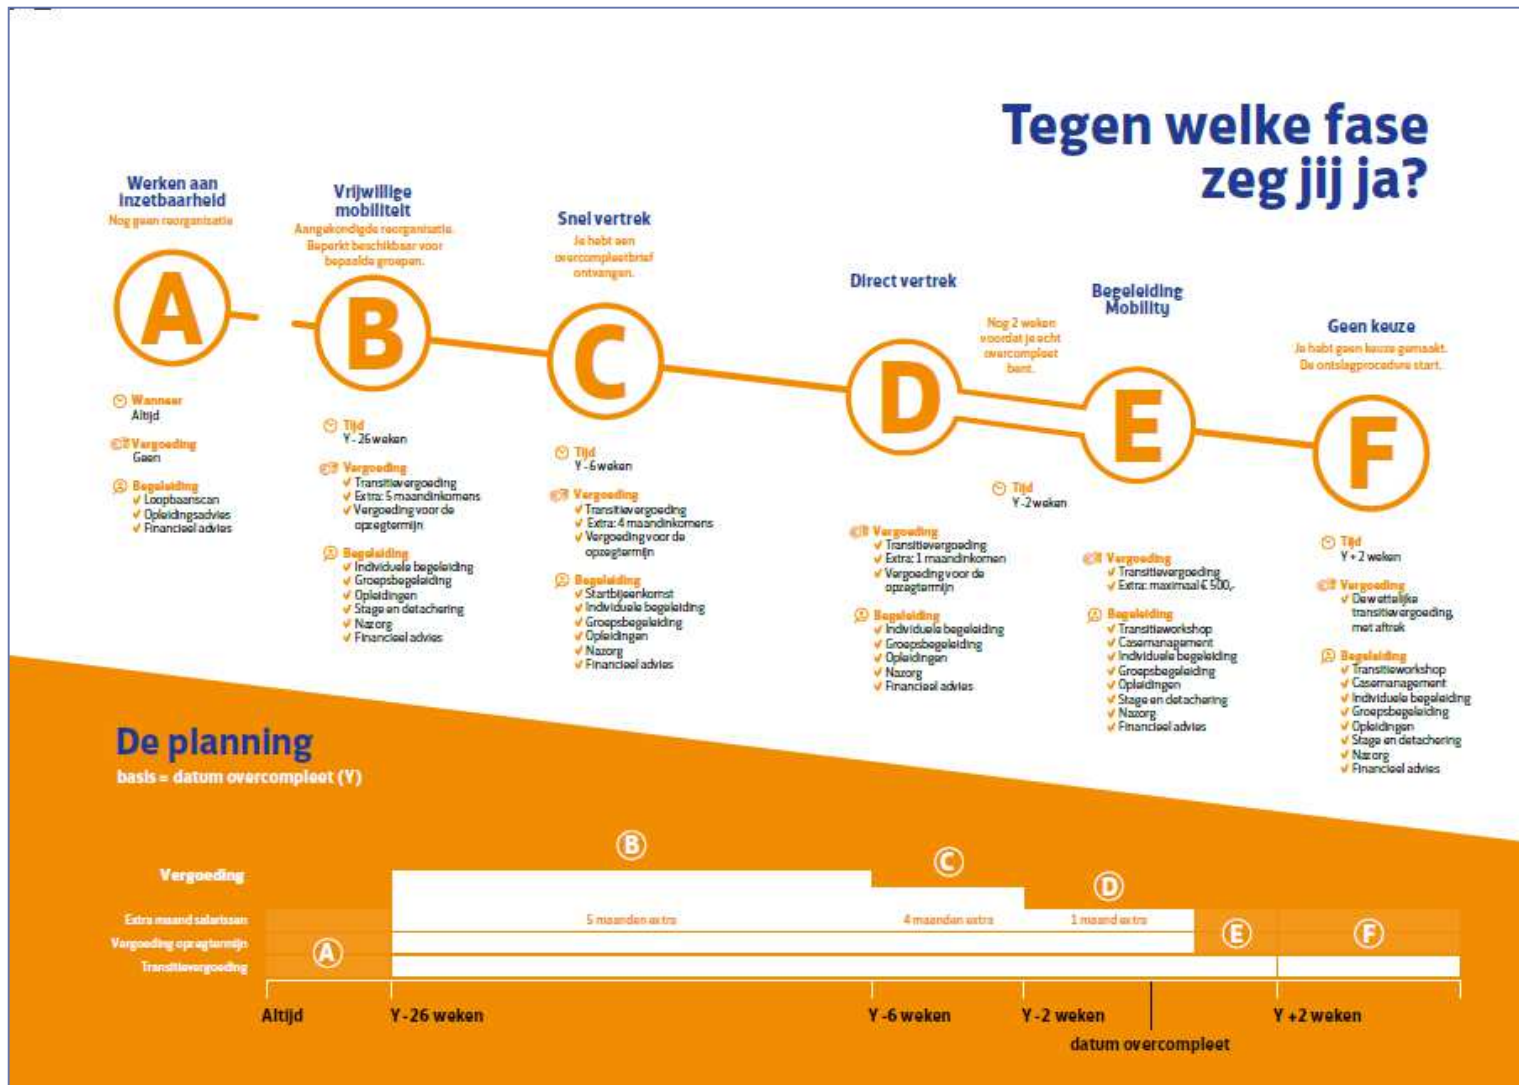 Tegen welke fase
zeg jij ja?
Werken aan
inzetbaarheid
Nog geen reorganisatie
A
Wanneer
Altijd
Vergoeding
Geen
Begeleiding
Loopbaanscan
Opleidingsadvies
Financieel advies
Vrijwillige
mobiliteit
Aangekondigde reorganisatie.
Beperkt beschikbaar voor
bepaalde groepen.
B
Tijd
Y - 26 weken
Vergoeding
Transitievergoeding
Extra: 5 maandinkomens
Vergoeding voor de
opzegtermijn
Begeleiding
Individuele begeleiding
Groepsbegeleiding
Opleidingen
Stage en detachering
Nazorg
Financieel advies
Snel vertrek
Je hebt een
overcompleetbrief
ontvangen.
C
Tijd
Y - 6 weken
Vergoeding
Transitievergoeding
Extra: 4 maandinkomens
Vergoeding voor de
opzegtermijn
Begeleiding
Startbijeenkomst
Individuele begeleiding
Groepsbegeleiding
Opleidingen
Nazorg
Financieel advies
Direct vertrek
D
Nog 2 weken
voordat je echt
overcompleet
bent.
Tijd
Y - 2 weken
Vergoeding
Transitievergoeding
Extra: 1 maandinkomen
Vergoeding voor de
opzegtermijn
Begeleiding
Individuele begeleiding
Groepsbegeleiding
Opleidingen
Nazorg
Financieel advies
Begeleiding
Mobility
E
Vergoeding
Transitievergoeding
Extra: maximaal € 500,-
Begeleiding
Transitieworkshop
Casemanagement
Individuele begeleiding
Groepsbegeleiding
Opleidingen
Stage en detachering
Nazorg
Financieel advies
Geen keuze
Je hebt geen keuze gemaakt.
De ontslagprocedure start.
F
Tijd
Y + 2 weken
Vergoeding
De wettelijke
transitievergoeding,
met aftrek
Begeleiding
Transitieworkshop
Casemanagement
Individuele begeleiding
Groepsbegeleiding
Opleidingen
Stage en detachering
Nazorg
Financieel advies
De planning
basis = datum overcompleet (Y)
B
C
D
Vergoeding
Extra maand salarissen
5 maanden extra
4 maanden extra
1 maand extra
Vergoeding opzegtermijn
A
E
F
Transitievergoeding
Altijd
Y - 26 weken
Y - 6 weken
Y - 2 weken
Y + 2 weken
datum overcompleet